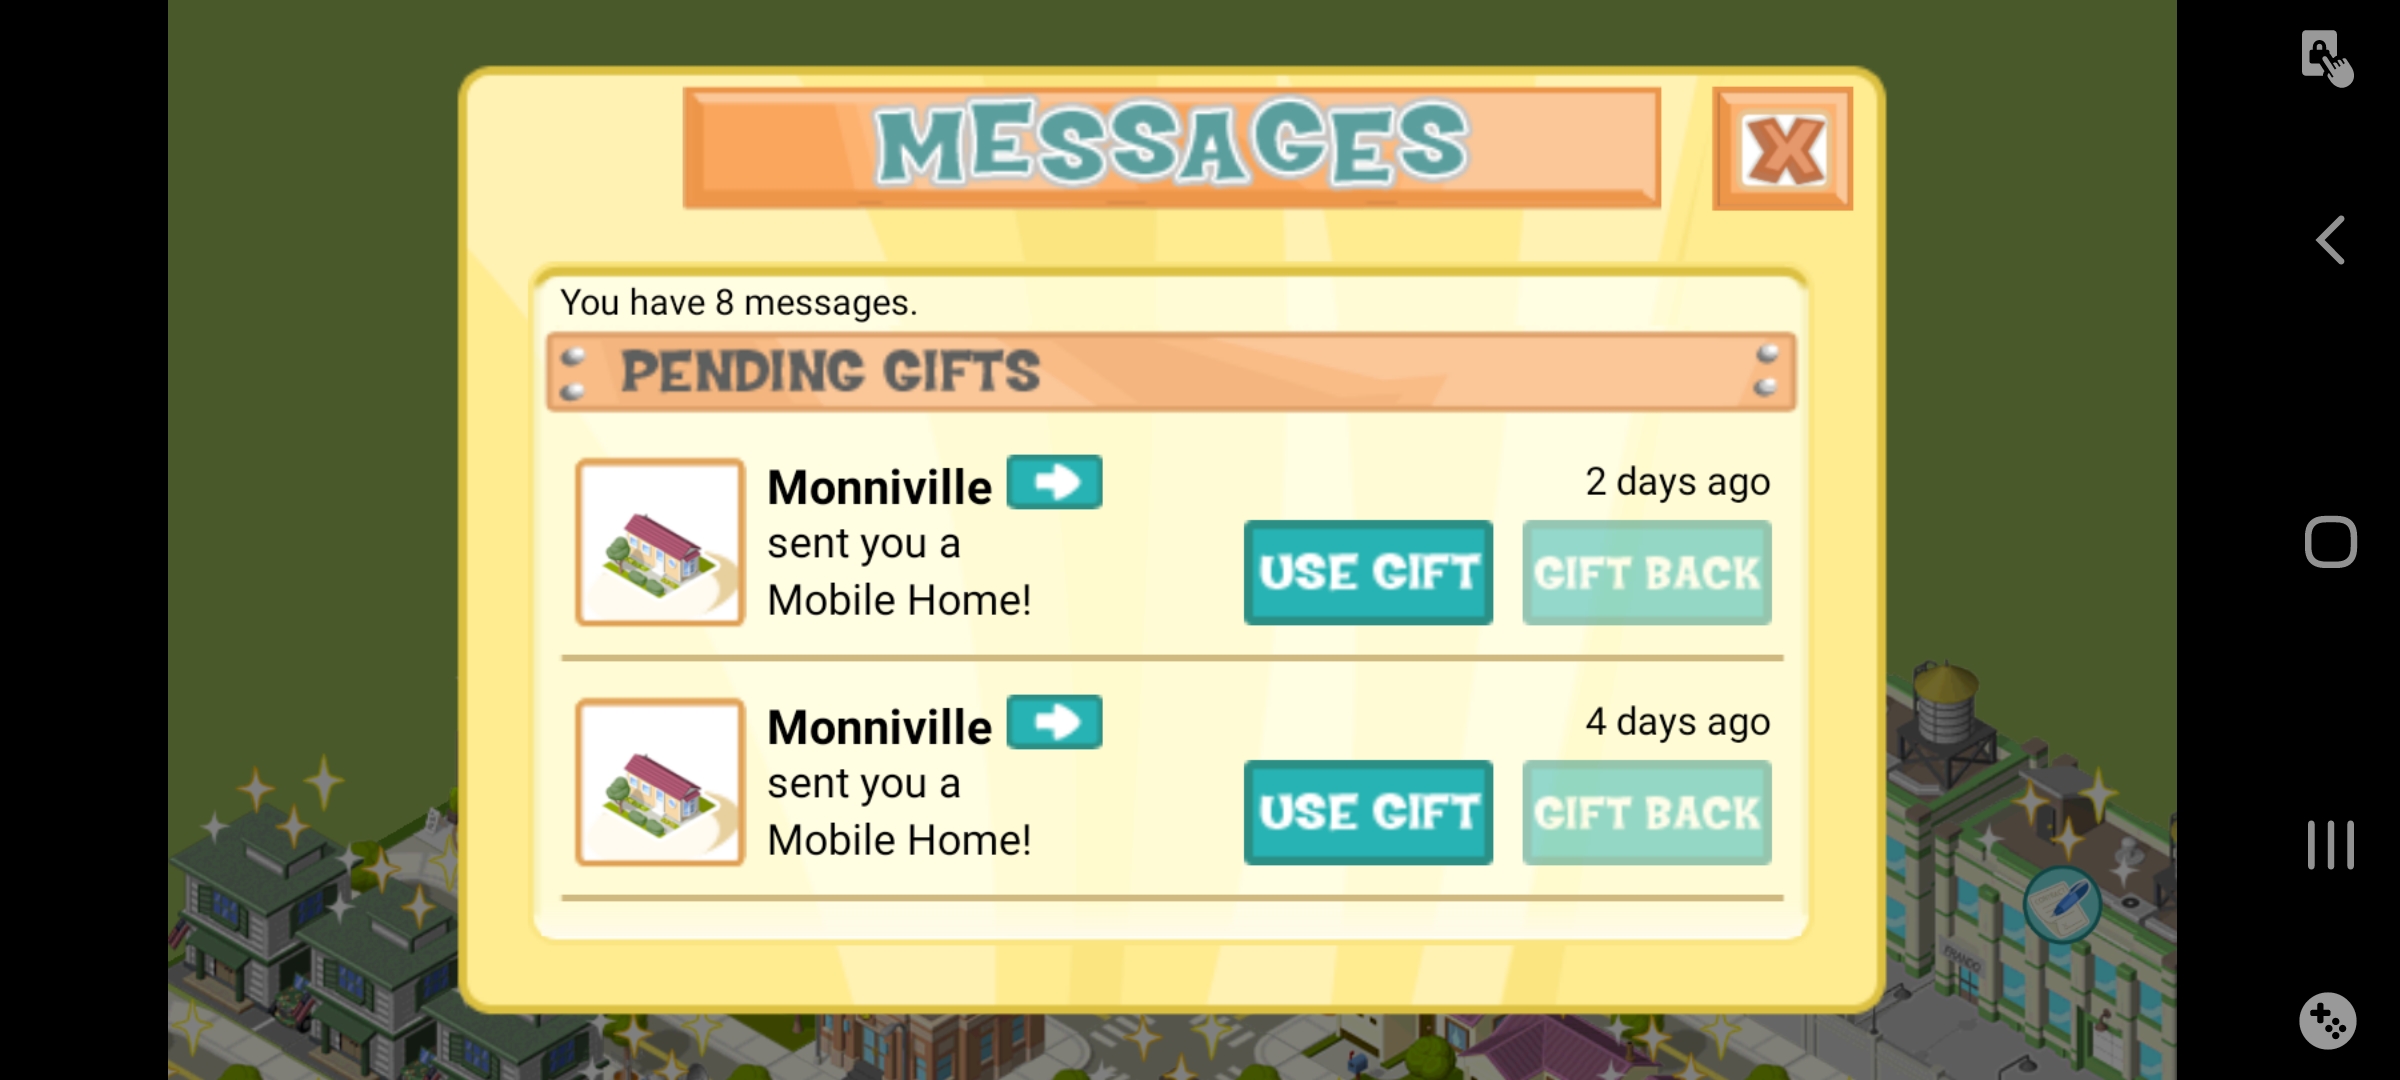 MESSAGES
X
You have 8 messages.
PENDING GIFTS
Monniville
2 days ago
sent you a
Mobile Home!
USE GIFT
GIFT BACK
Monniville
4 days ago
sent you a
Mobile Home!
USE GIFT
GIFT BACK